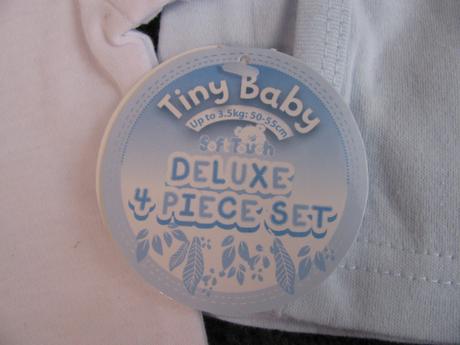 Tiny Baby
Up to 3.5kg: 50-55cm
Soft Touch
DELUXE
4 PIECE SET